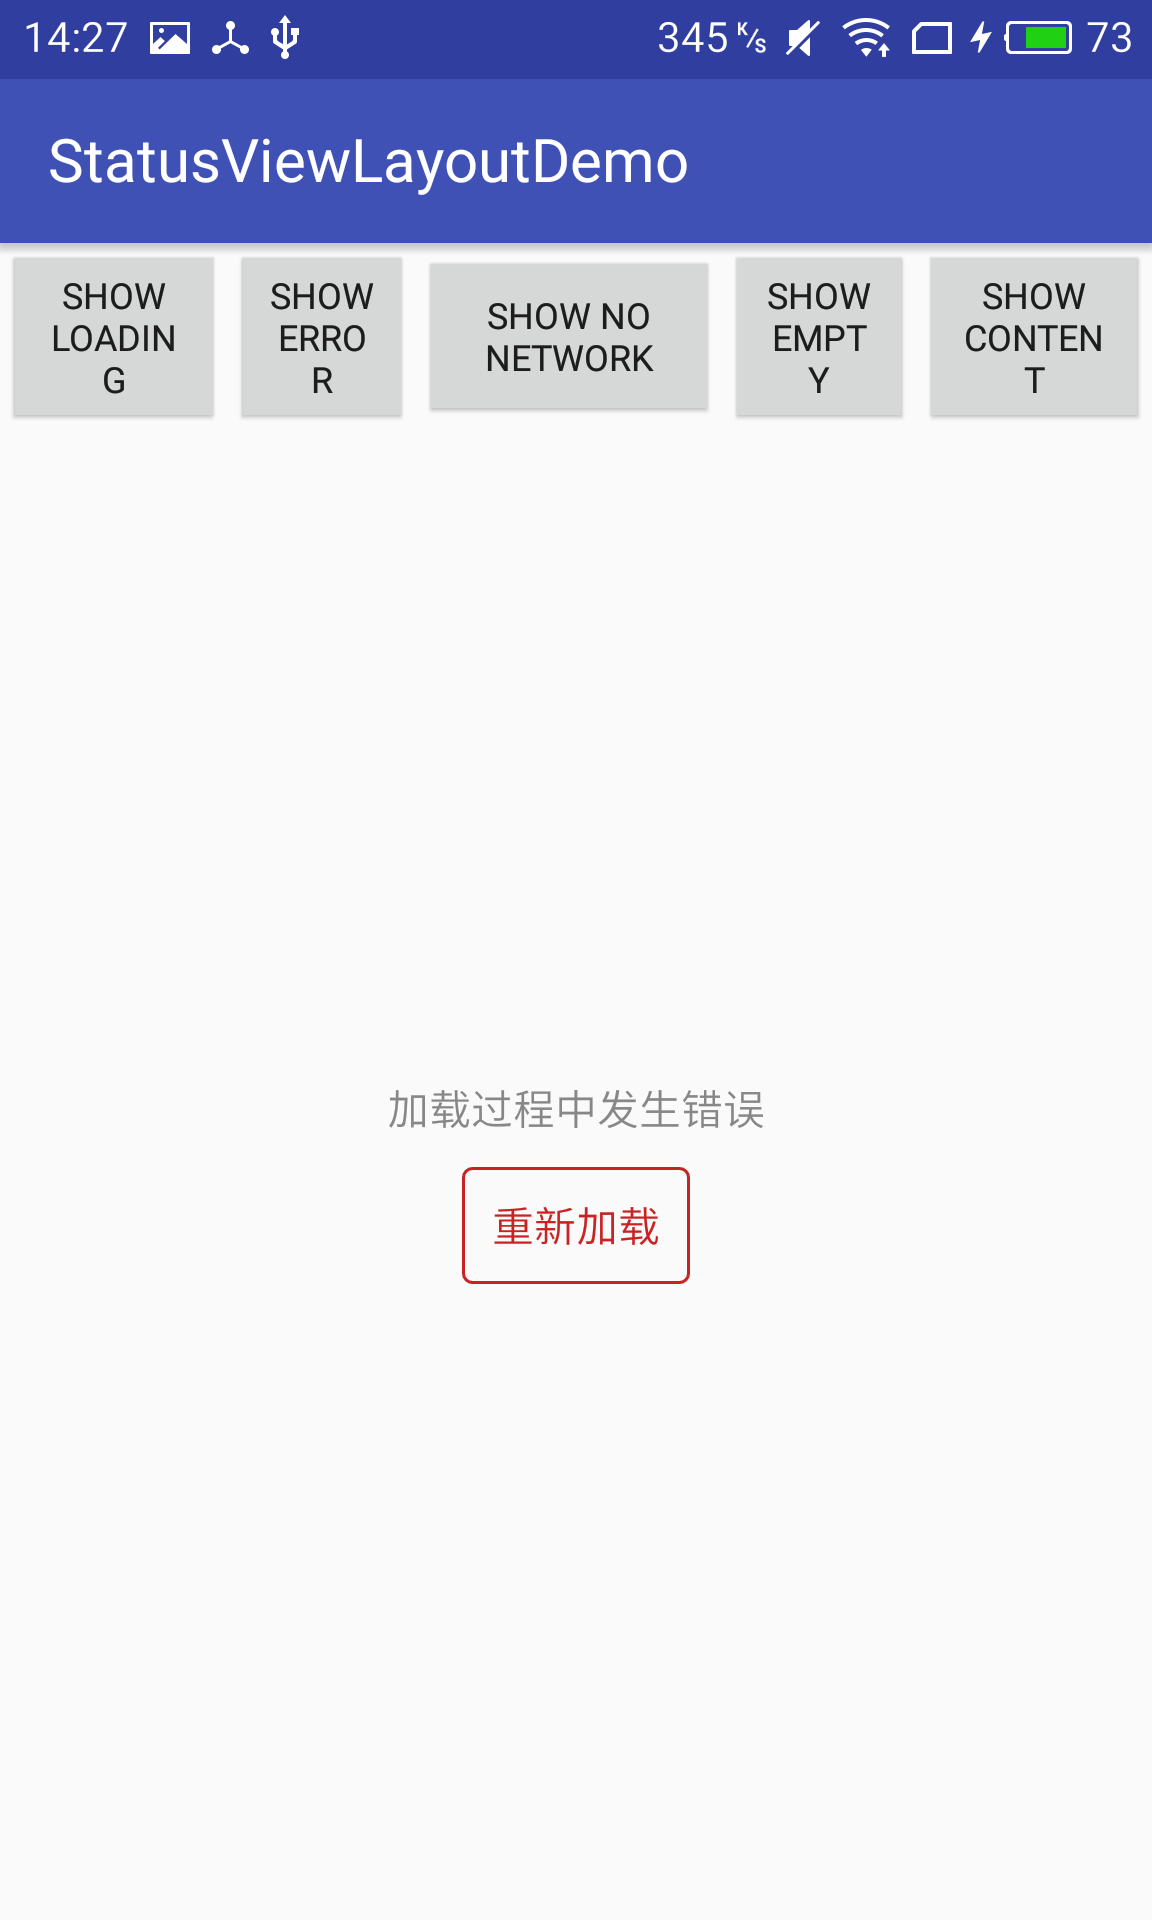 14:27 345 K/s 73
StatusViewLayoutDemo
SHOW
LOADIN
G
SHOW
ERRO
R
SHOW NO
NETWORK
SHOW
EMPT
Y
SHOW
CONTEN
T
加载过程中发生错误
重新加载